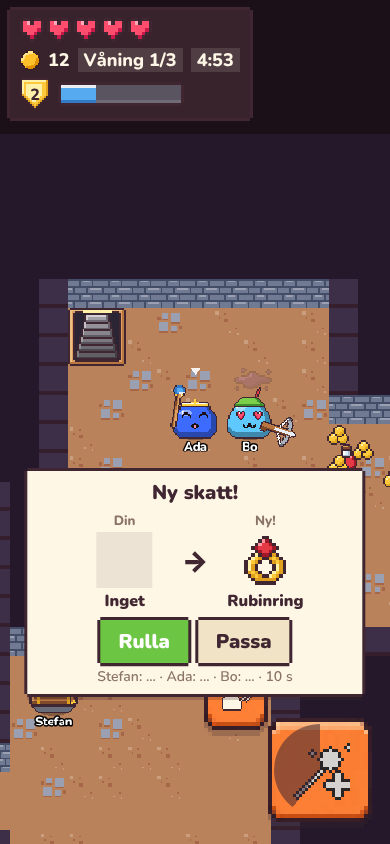 12 Våning 1/3 4:53
2
Ada Bo
Ny skatt!
Din Ny!
Inget Rubinring
Rulla Passa
Stefan: ... · Ada: ... · Bo: ... · 10 s
Stefan